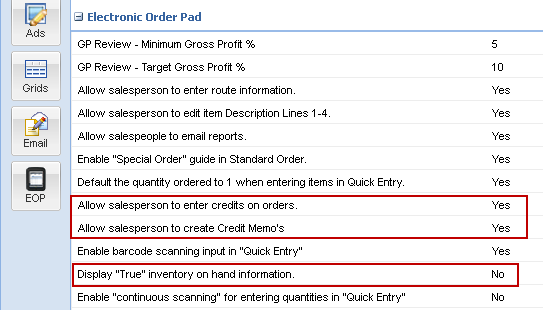 Electronic Order Pad
Ads
GP Review - Minimum Gross Profit % 5
GP Review - Target Gross Profit % 10
Grids
Allow salesperson to enter route information. Yes
Allow salesperson to edit item Description Lines 1-4. Yes
Email
Allow salespeople to email reports. Yes
Enable "Special Order" guide in Standard Order. Yes
Default the quantity ordered to 1 when entering items in Quick Entry. Yes
EOP
Allow salesperson to enter credits on orders. Yes
Allow salesperson to create Credit Memo's Yes
Enable barcode scanning input in "Quick Entry" Yes
Display "True" inventory on hand information. No
Enable "continuous scanning" for entering quantities in "Quick Entry" No